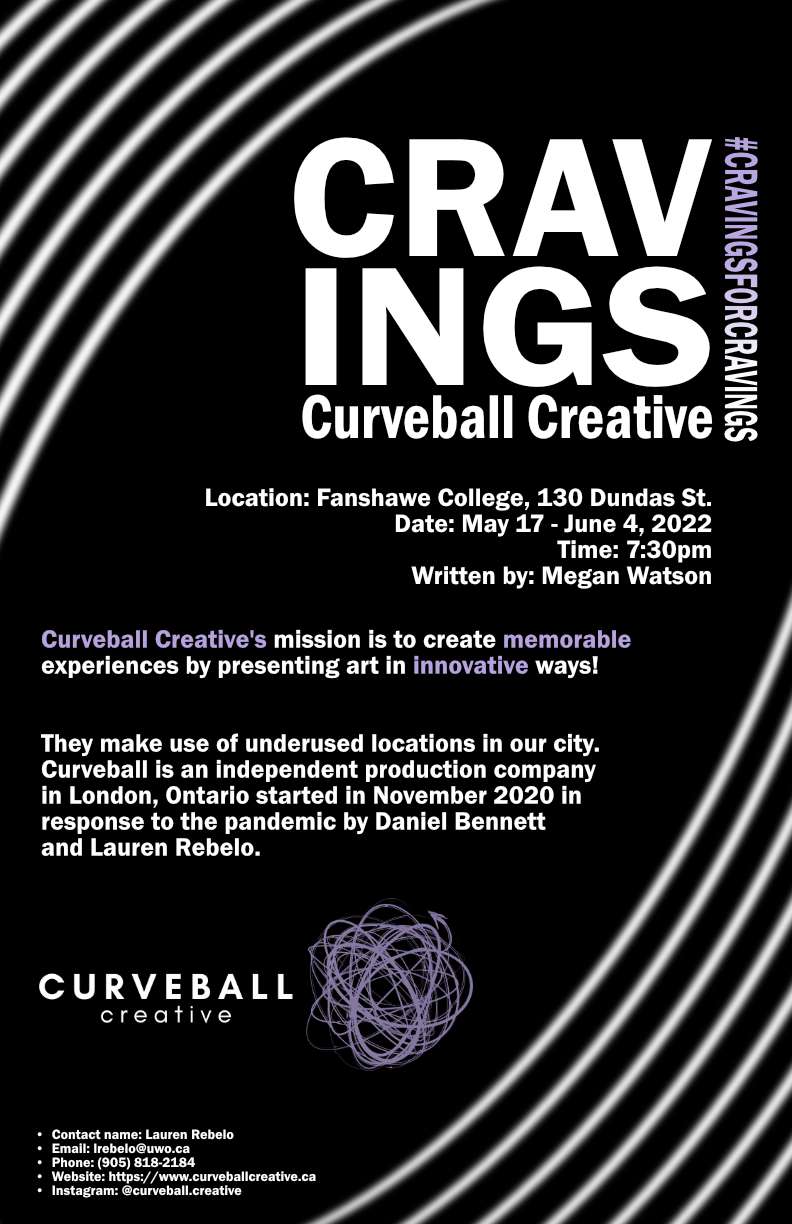 CRAV
INGS
#CRAVINGSFORCRAVINGS
Curveball Creative
Location: Fanshawe College, 130 Dundas St.
Date: May 17 - June 4, 2022
Time: 7:30pm
Written by: Megan Watson
Curveball Creative's mission is to create memorable
experiences by presenting art in innovative ways!
They make use of underused locations in our city.
Curveball is an independent production company
in London, Ontario started in November 2020 in
response to the pandemic by Daniel Bennett
and Lauren Rebelo.
CURVEBALL
creative
• Contact name: Lauren Rebelo
• Email: lrebelo@uwo.ca
• Phone: (905) 818-2184
• Website: https://www.curveballcreative.ca
• Instagram: @curveball.creative